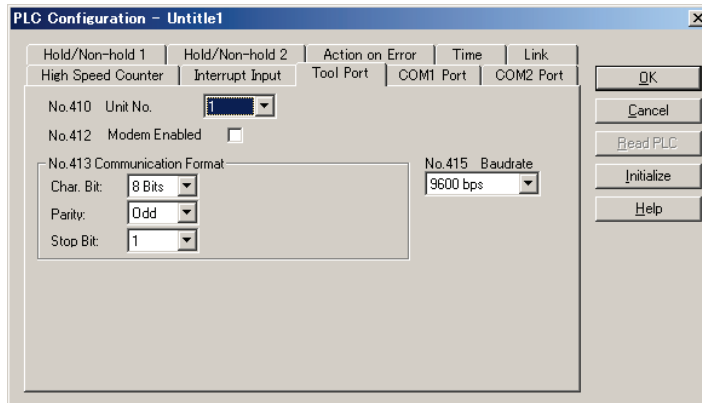 PLC Configuration - Untitle1
Hold/Non-hold 1 Hold/Non-hold 2 Action on Error Time Link
High Speed Counter Interrupt Input Tool Port COM1 Port COM2 Port
OK
No.410 Unit No. 1
Cancel
No.412 Modem Enabled
Read PLC
No.413 Communication Format
No.415 Baudrate
Char. Bit: 8 Bits
9600 bps
Initialize
Parity: Odd
Help
Stop Bit: 1